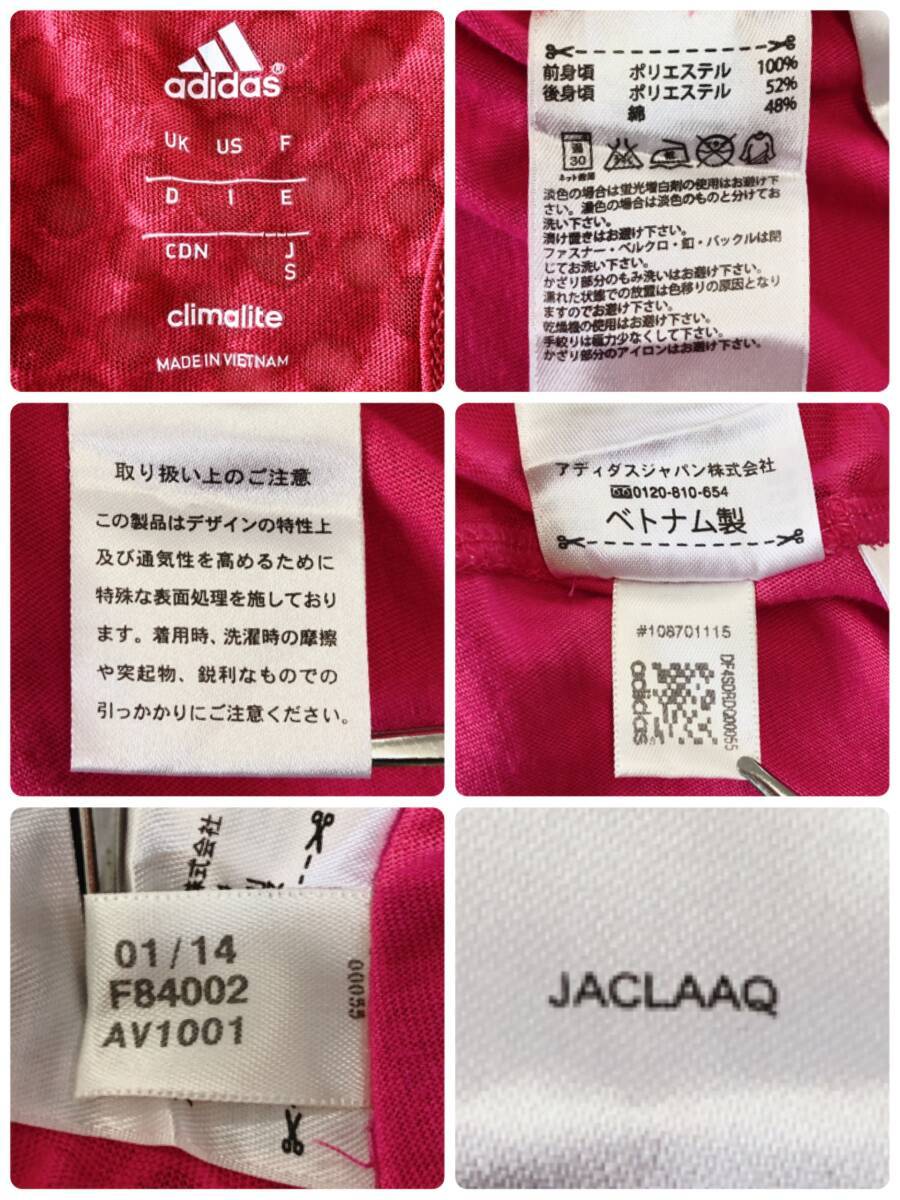 adidas®
UK US F
D I E
CDN J
S
climalite
MADE IN VIETNAM
前身頃 ポリエステル 100%
後身頃 ポリエステル 52%
綿 48%
30
ネット使用
淡色の場合は蛍光増白剤の使用はお避け下
さい。濃色の場合は淡色のものと分けてお
洗い下さい。
漬け置きはお避け下さい。
ファスナー・ベルクロ・釦・バックルは閉
じてお洗い下さい。
かざり部分のもみ洗いはお避け下さい。
濡れた状態での放置は色移りの原因となり
ますのでお避け下さい。
乾燥機の使用はお避け下さい。
手絞りは極力少なくして下さい。
かざり部分のアイロンはお避け下さい。
取り扱い上のご注意
この製品はデザインの特性上
及び通気性を高めるために
特殊な表面処理を施しており
ます。着用時、洗濯時の摩擦
や突起物、鋭利なものでの
引っかかりにご注意ください。
アディダスジャパン株式会社
0120-810-654
ベトナム製
#108701115
adidas
株式会社
01/14
F84002
AV1001
00055
JACLAAQ